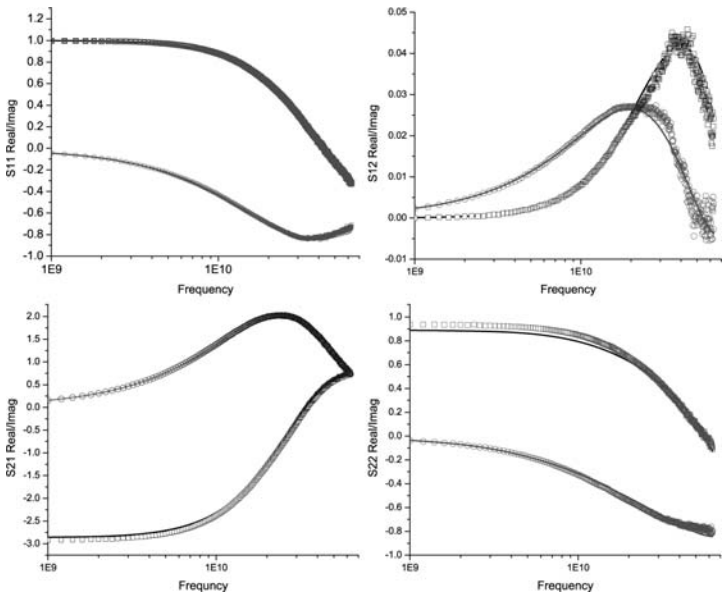 S11 Real/Imag
1.0
0.8
0.6
0.4
0.2
0.0
-0.2
-0.4
-0.6
-0.8
-1.0
1E9
1E10
Frequency
S12 Real/Imag
0.05
0.04
0.03
0.02
0.01
0.00
-0.01
1E9
1E10
Frequency
S21 Real/Imag
2.0
1.5
1.0
0.5
0.0
-0.5
-1.0
-1.5
-2.0
-2.5
-3.0
1E9
1E10
Frequency
S22 Real/Imag
1.0
0.8
0.6
0.4
0.2
0.0
-0.2
-0.4
-0.6
-0.8
-1.0
1E9
1E10
Frequency